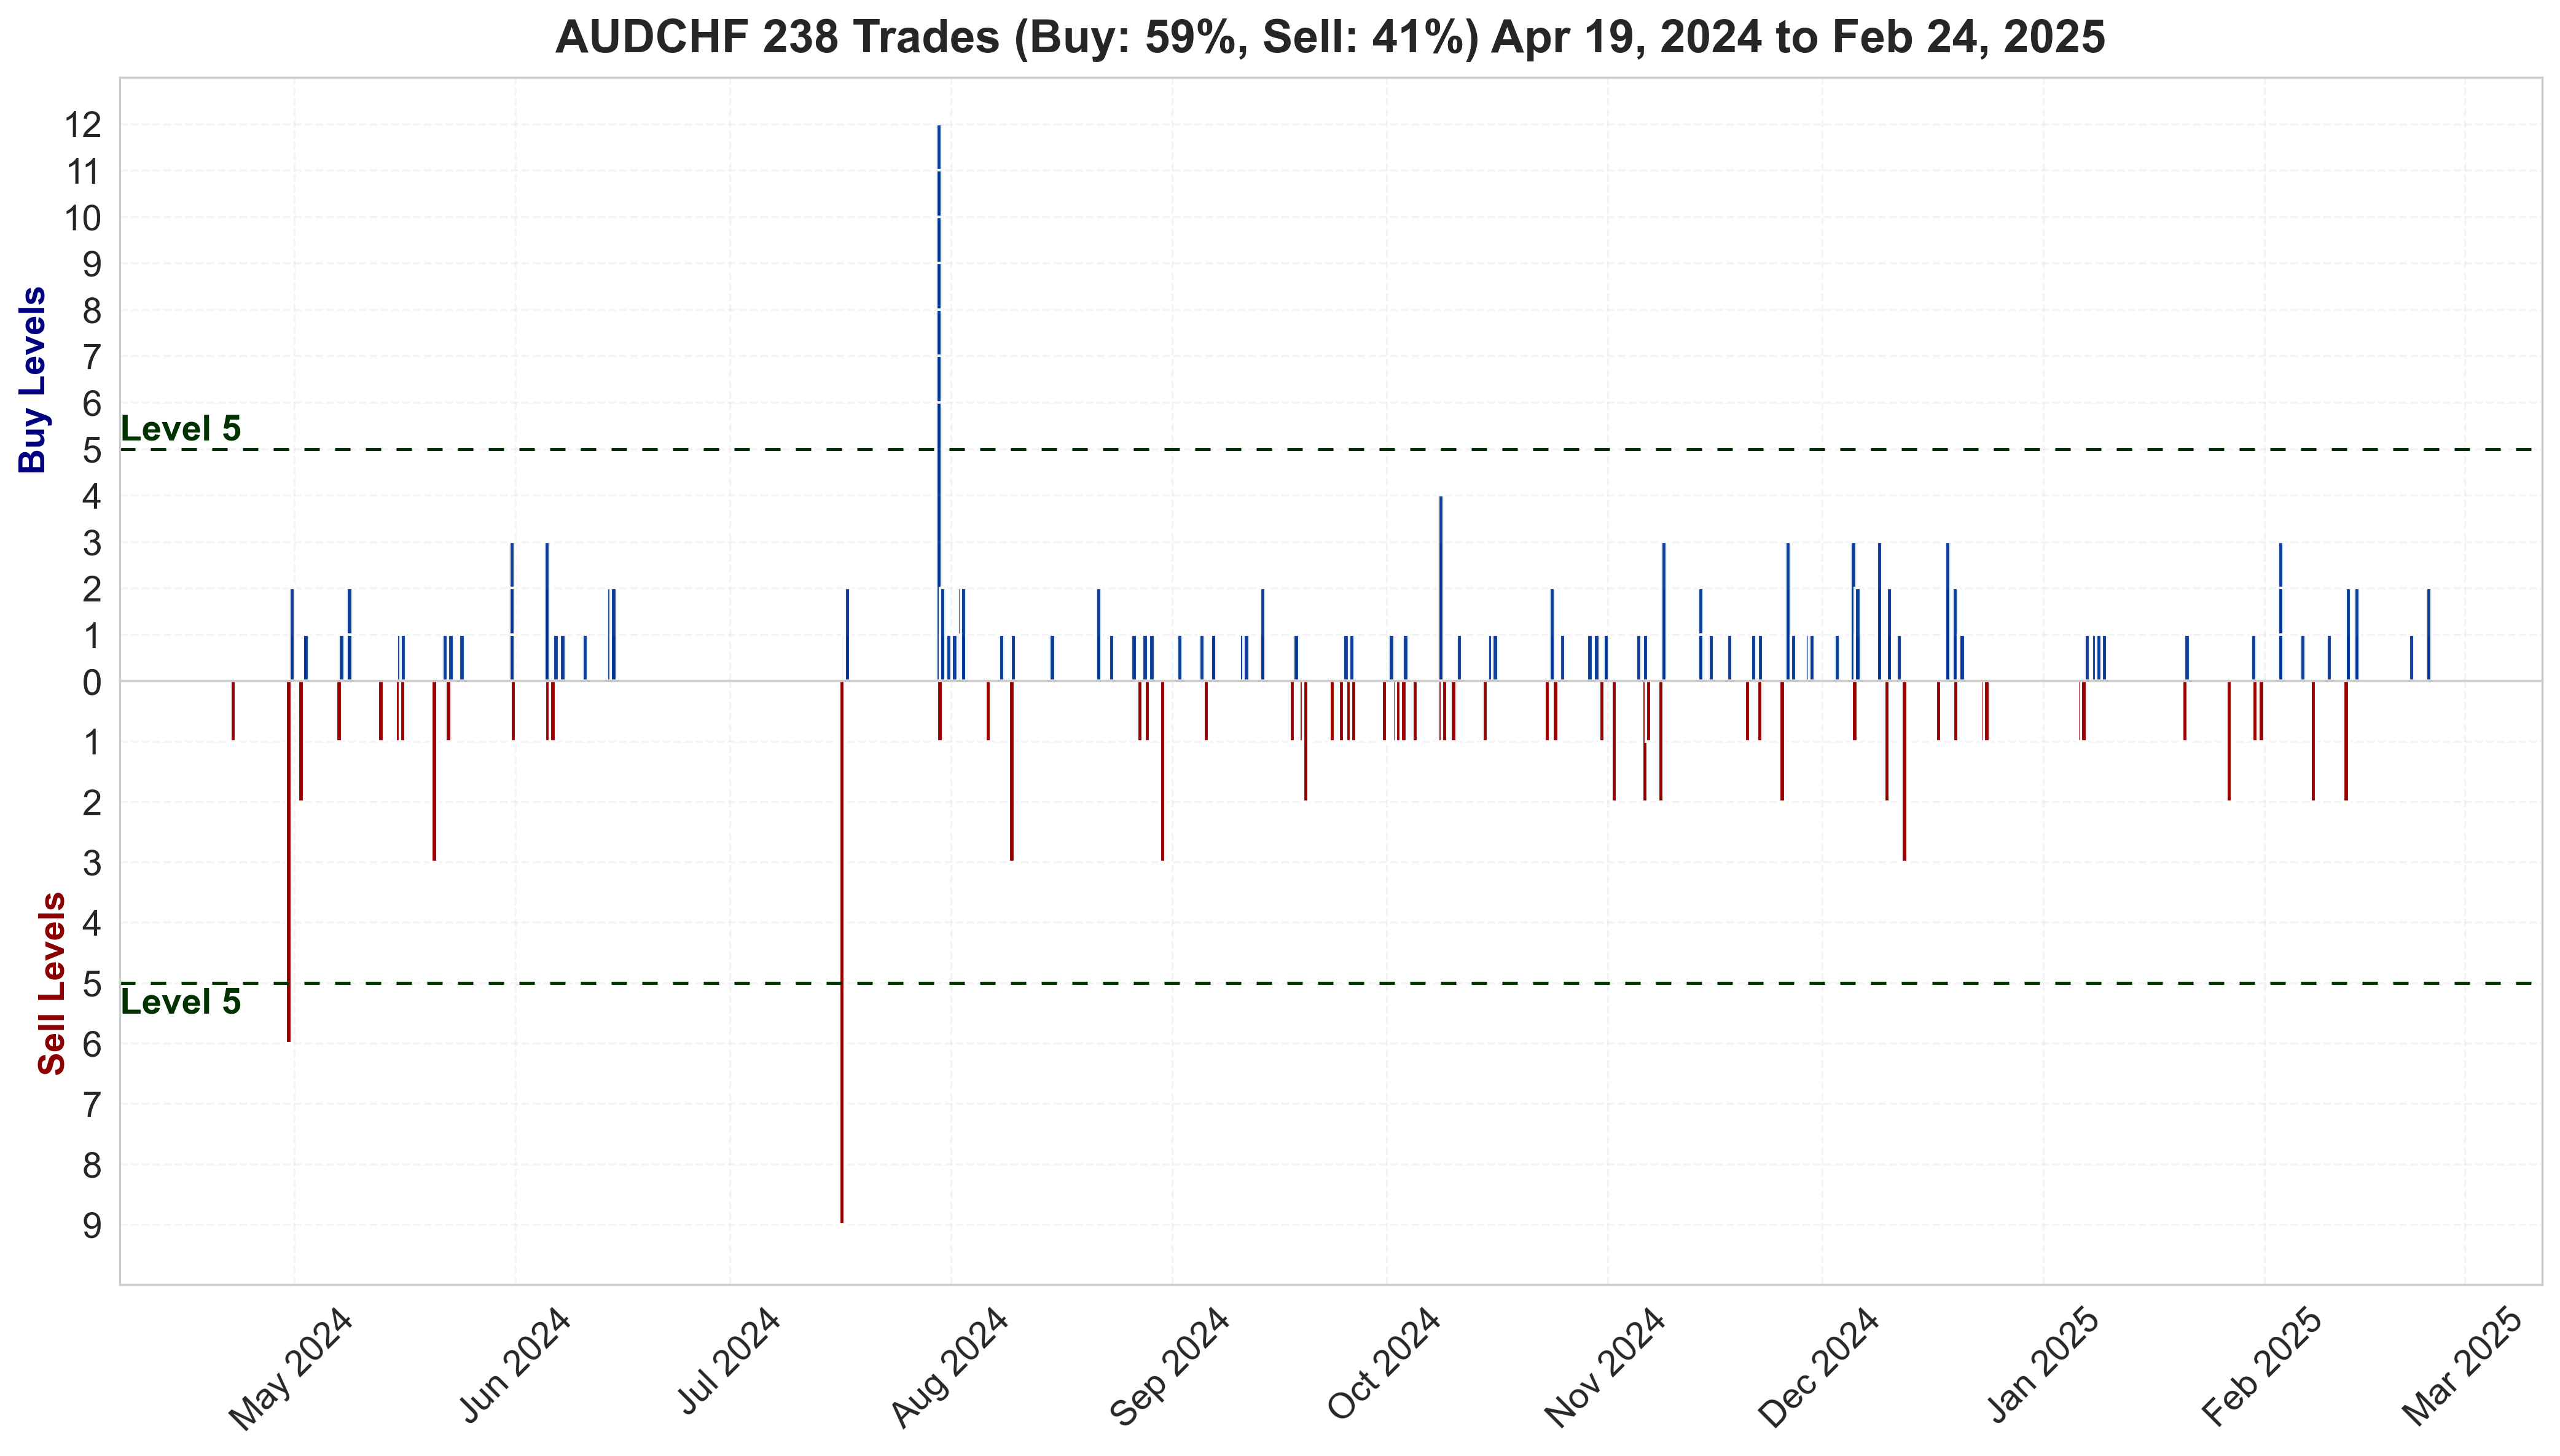 AUDCHF 238 Trades (Buy: 59%, Sell: 41%) Apr 19, 2024 to Feb 24, 2025
Buy Levels
12
11
10
9
8
7
6
Level 5
5
4
3
2
1
0
1
2
3
4
5
Level 5
6
7
8
9
Sell Levels
May 2024
Jun 2024
Jul 2024
Aug 2024
Sep 2024
Oct 2024
Nov 2024
Dec 2024
Jan 2025
Feb 2025
Mar 2025